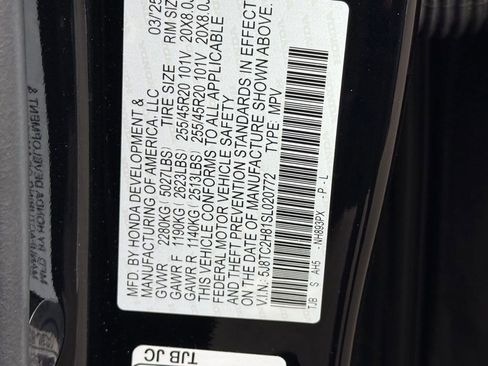 MFD. BY HONDA DEVELOPMENT & 03/25
MANUFACTURING OF AMERICA, LLC
GVWR 2280KG ( 5027LBS) TIRE SIZE RIM SIZE
GAWR F 1190KG ( 2623LBS) 255/45R20 101V 20X8.0J
GAWR R 1140KG ( 2513LBS) 255/45R20 101V 20X8.0J
THIS VEHICLE CONFORMS TO ALL APPLICABLE
FEDERAL MOTOR VEHICLE SAFETY
AND THEFT PREVENTION STANDARDS IN EFFECT
ON THE DATE OF MANUFACTURE SHOWN ABOVE.
V.I.N.: 5J8TC2H81SL020772 TYPE: MPV
TJB S AH5 -NH893PX -P-L
TJB JC